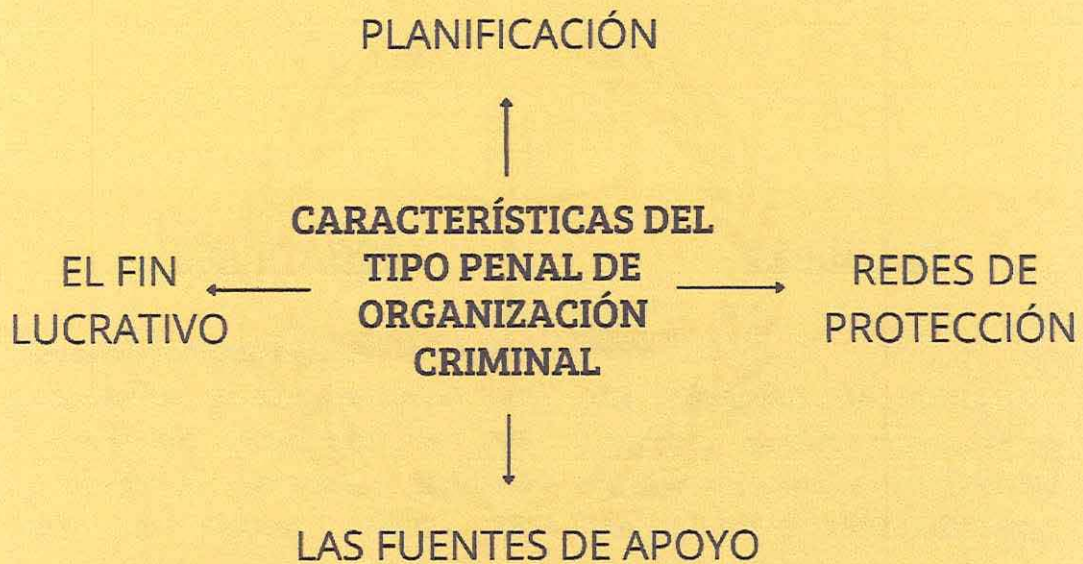 PLANIFICACIÓN
CARACTERÍSTICAS DEL
TIPO PENAL DE
ORGANIZACIÓN
CRIMINAL
EL FIN
LUCRATIVO
REDES DE
PROTECCIÓN
LAS FUENTES DE APOYO